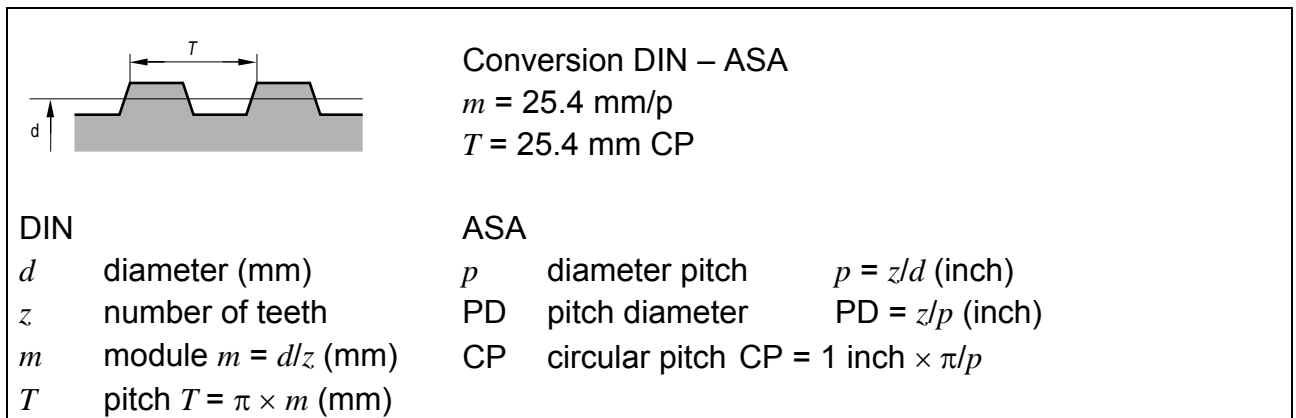 T
d
Conversion DIN – ASA
m = 25.4 mm/p
T = 25.4 mm CP
DIN
d diameter (mm)
z number of teeth
m module m = d/z (mm)
T pitch T = π × m (mm)
ASA
p diameter pitch p = z/d (inch)
PD pitch diameter PD = z/p (inch)
CP circular pitch CP = 1 inch × π/p